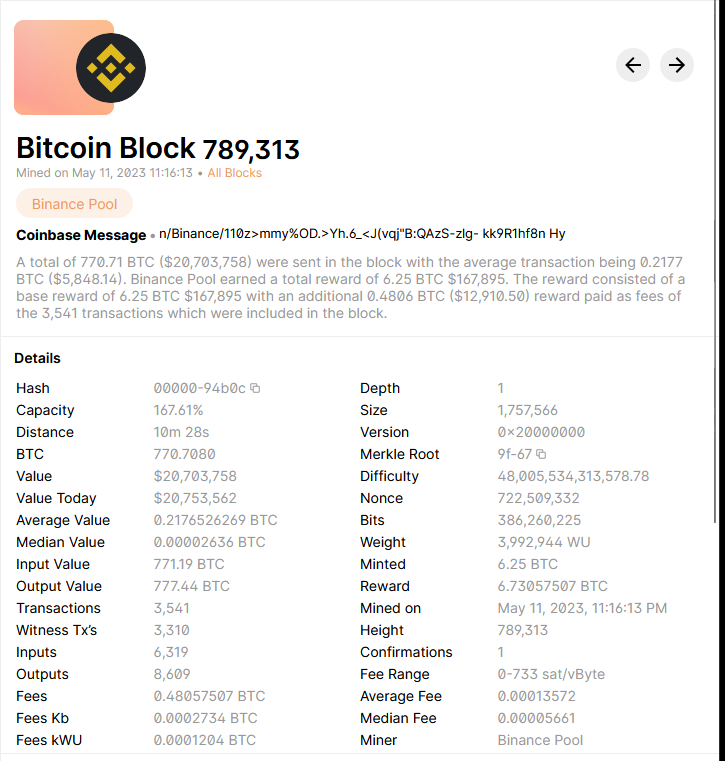 Bitcoin Block 789,313
Mined on May 11, 2023 11:16:13 • All Blocks
Binance Pool
Coinbase Message • n/Binance/110z>mmy%OD.>Yh.6_<J(vqj"B:QAzS-zIg- kk9R1hf8n Hy
A total of 770.71 BTC ($20,703,758) were sent in the block with the average transaction being 0.2177
BTC ($5,848.14). Binance Pool earned a total reward of 6.25 BTC $167,895. The reward consisted of a
base reward of 6.25 BTC $167,895 with an additional 0.4806 BTC ($12,910.50) reward paid as fees of
the 3,541 transactions which were included in the block.
Details
Hash 00000-94b0c Depth 1
Capacity 167.61% Size 1,757,566
Distance 10m 28s Version 0×20000000
BTC 770.7080 Merkle Root 9f-67
Value $20,703,758 Difficulty 48,005,534,313,578.78
Value Today $20,753,562 Nonce 722,509,332
Average Value 0.2176526269 BTC Bits 386,260,225
Median Value 0.00002636 BTC Weight 3,992,944 WU
Input Value 771.19 BTC Minted 6.25 BTC
Output Value 777.44 BTC Reward 6.73057507 BTC
Transactions 3,541 Mined on May 11, 2023, 11:16:13 PM
Witness Tx's 3,310 Height 789,313
Inputs 6,319 Confirmations 1
Outputs 8,609 Fee Range 0-733 sat/vByte
Fees 0.48057507 BTC Average Fee 0.00013572
Fees Kb 0.0002734 BTC Median Fee 0.00005661
Fees kWU 0.0001204 BTC Miner Binance Pool